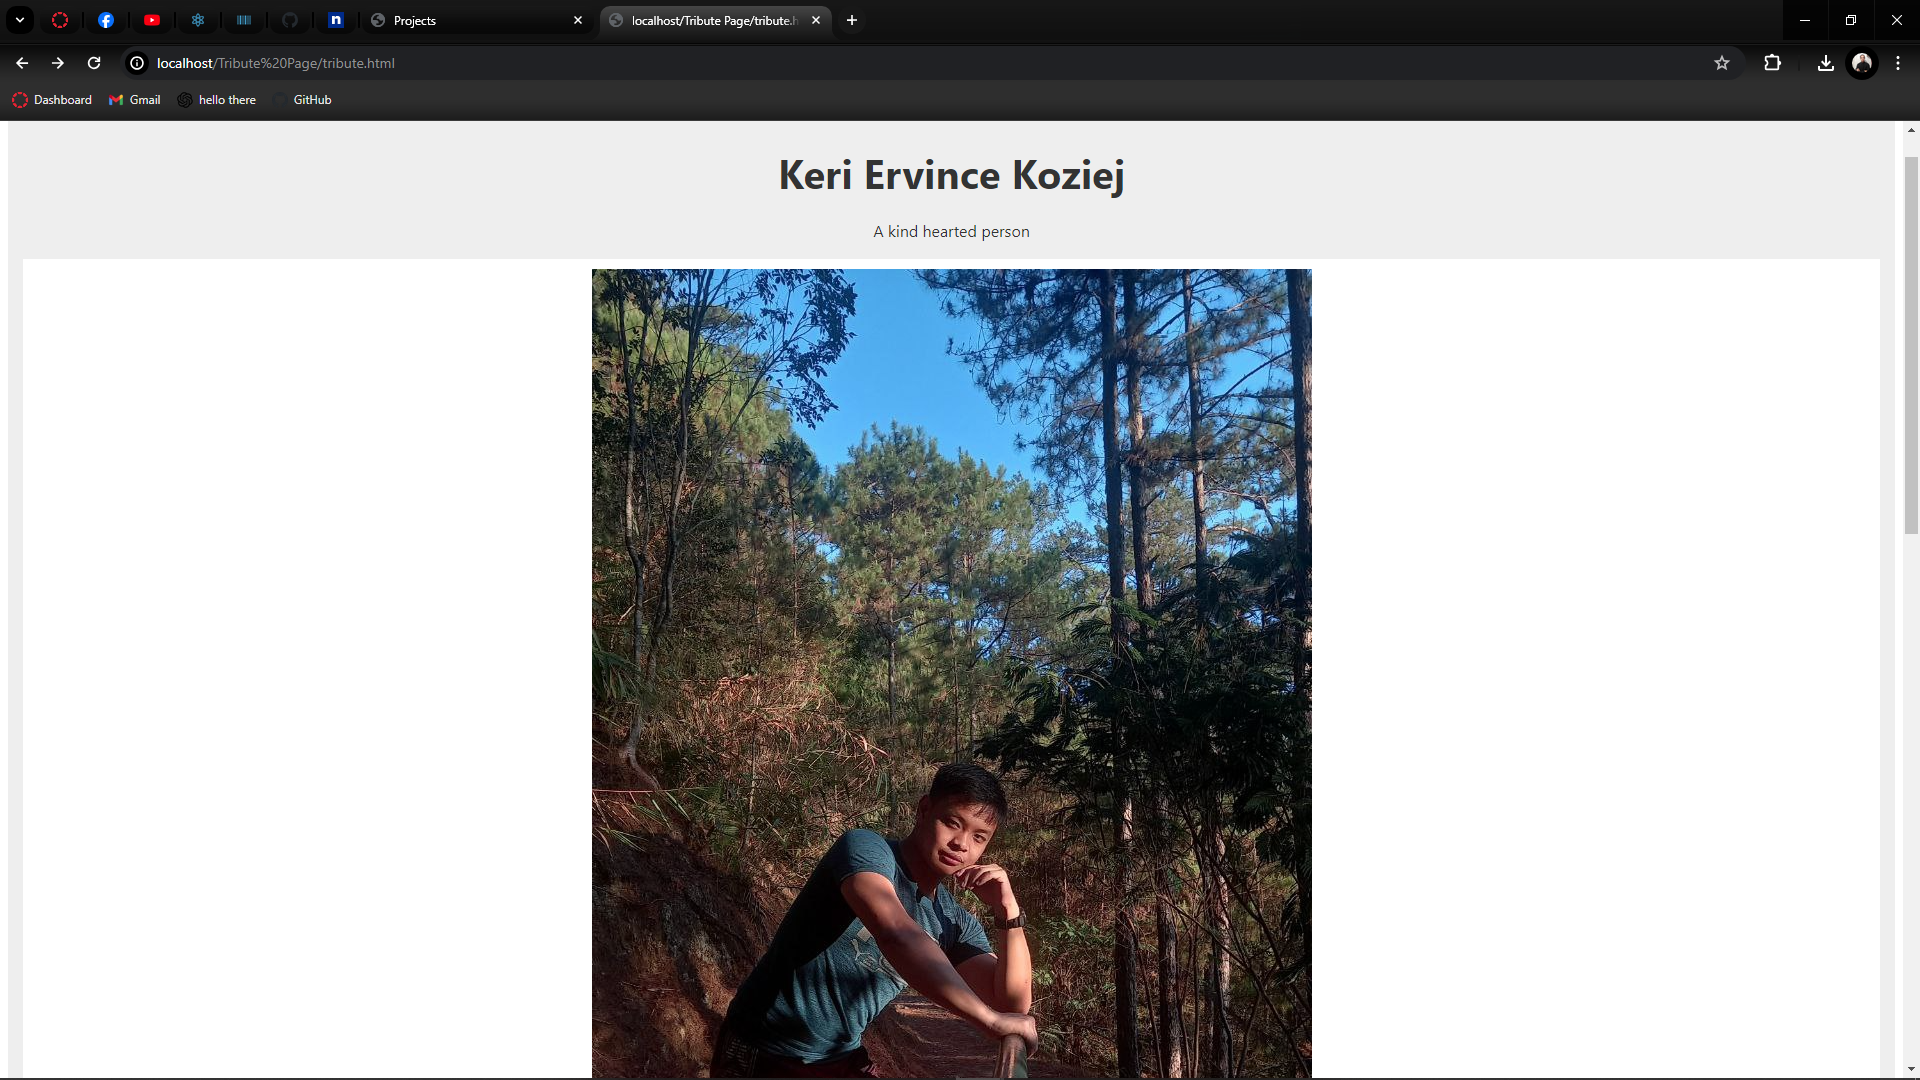 Projects
localhost/Tribute Page/tribute.h
localhost/Tribute%20Page/tribute.html
Dashboard
Gmail
hello there
GitHub
n
Keri Ervince Koziej
A kind hearted person